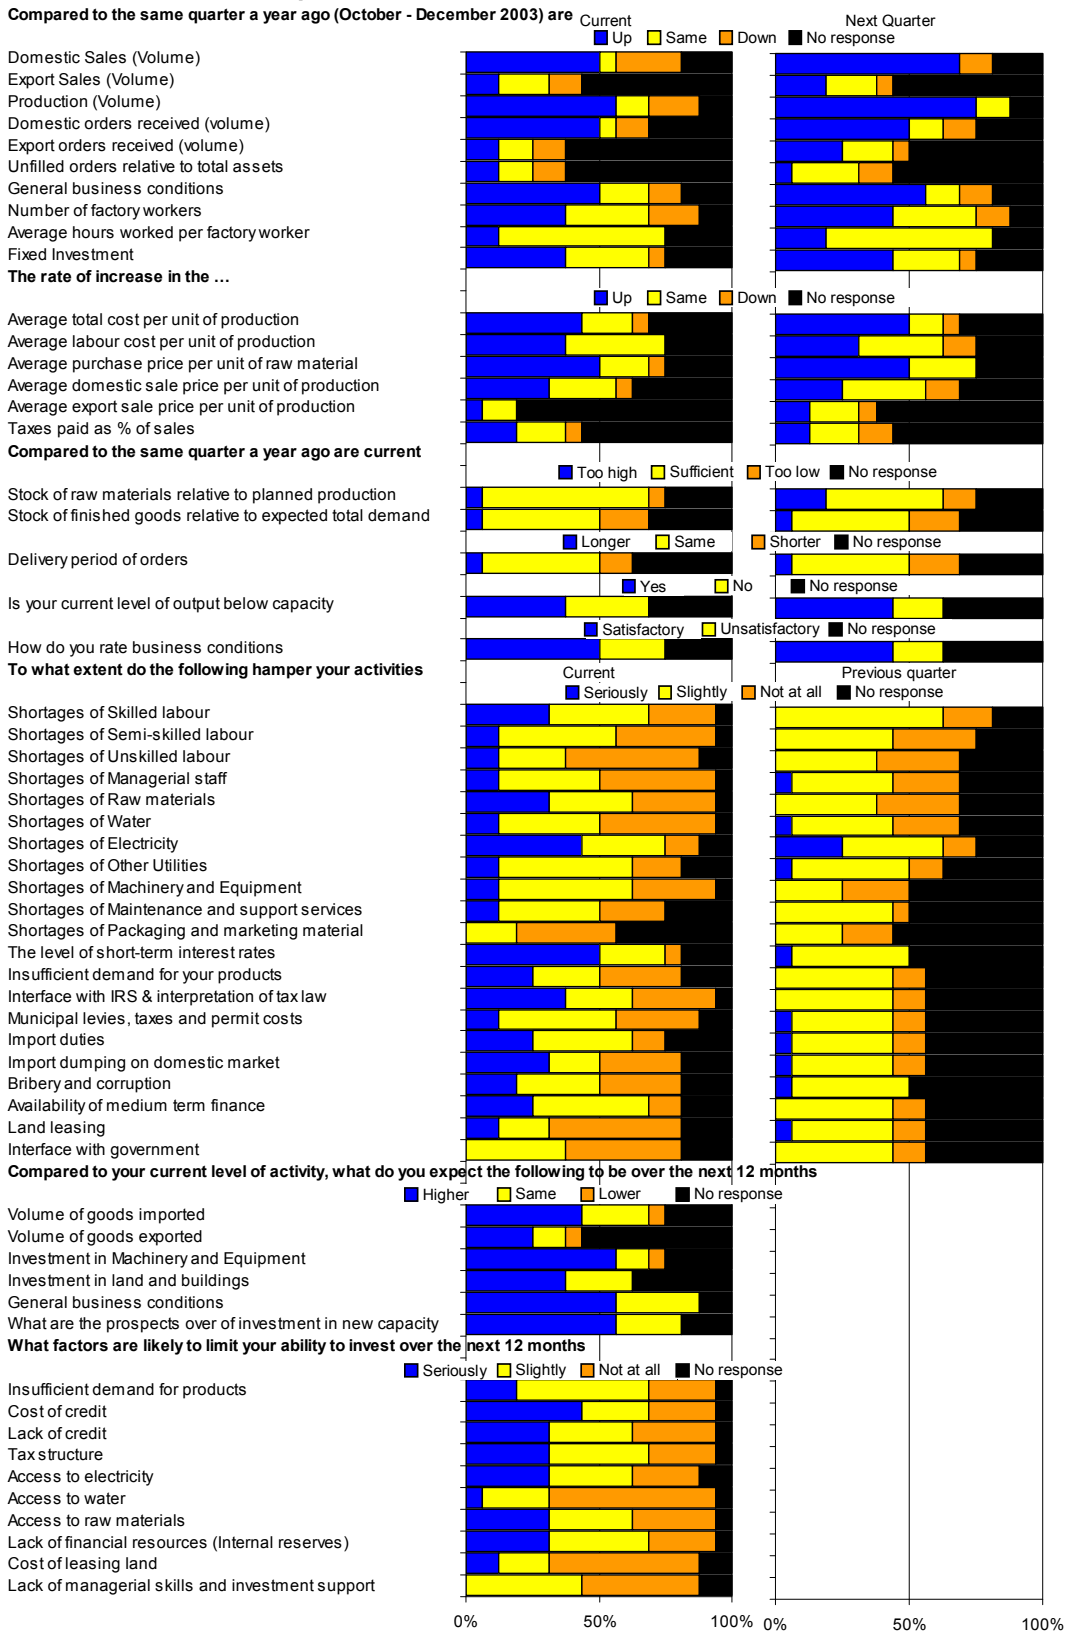 Compared to the same quarter a year ago (October - December 2003) are
Current
Next Quarter
Up Same Down No response
Domestic Sales (Volume)
Export Sales (Volume)
Production (Volume)
Domestic orders received (volume)
Export orders received (volume)
Unfilled orders relative to total assets
General business conditions
Number of factory workers
Average hours worked per factory worker
Fixed Investment
The rate of increase in the ...
Up Same Down No response
Average total cost per unit of production
Average labour cost per unit of production
Average purchase price per unit of raw material
Average domestic sale price per unit of production
Average export sale price per unit of production
Taxes paid as % of sales
Compared to the same quarter a year ago are current
Too high Sufficient Too low No response
Stock of raw materials relative to planned production
Stock of finished goods relative to expected total demand
Longer Same Shorter No response
Delivery period of orders
Yes No No response
Is your current level of output below capacity
Satisfactory Unsatisfactory No response
How do you rate business conditions
To what extent do the following hamper your activities
Current
Previous quarter
Seriously Slightly Not at all No response
Shortages of Skilled labour
Shortages of Semi-skilled labour
Shortages of Unskilled labour
Shortages of Managerial staff
Shortages of Raw materials
Shortages of Water
Shortages of Electricity
Shortages of Other Utilities
Shortages of Machinery and Equipment
Shortages of Maintenance and support services
Shortages of Packaging and marketing material
The level of short-term interest rates
Insufficient demand for your products
Interface with IRS & interpretation of tax law
Municipal levies, taxes and permit costs
Import duties
Import dumping on domestic market
Bribery and corruption
Availability of medium term finance
Land leasing
Interface with government
Compared to your current level of activity, what do you expect the following to be over the next 12 months
Higher Same Lower No response
Volume of goods imported
Volume of goods exported
Investment in Machinery and Equipment
Investment in land and buildings
General business conditions
What are the prospects over of investment in new capacity
What factors are likely to limit your ability to invest over the next 12 months
Seriously Slightly Not at all No response
Insufficient demand for products
Cost of credit
Lack of credit
Tax structure
Access to electricity
Access to water
Access to raw materials
Lack of financial resources (Internal reserves)
Cost of leasing land
Lack of managerial skills and investment support
0% 50% 100% 0% 50% 100%